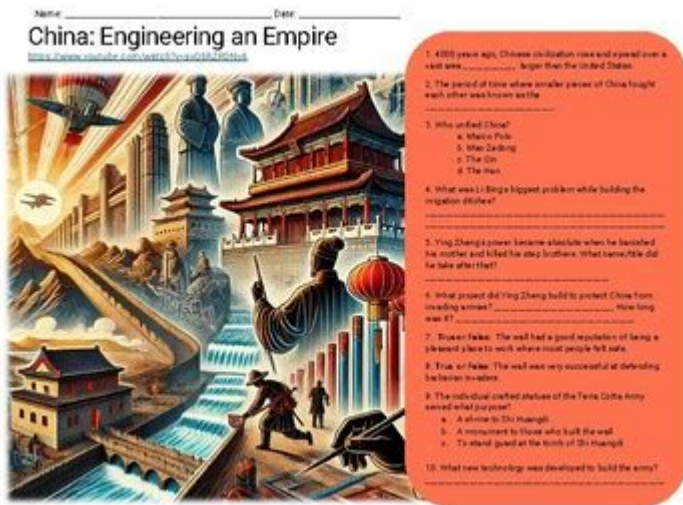 Name: ____________________ Date: ____________________
China: Engineering an Empire
1. 4000 years ago, Chinese civilization rose and spread over a
vast area __________ larger than the United States.
2. The period of time where smaller pieces of China fought
each other was known as the
____________________.
3. Who unified China?
a. Marco Polo
b. Mao Zedong
c. The Qin
d. The Han
4. What was Li Bing's biggest problem while building the
irrigation ditches?
5. Ying Zheng's power became absolute when he banished
his mother and killed his step brothers. What name/title did
he take after that?
6. What project did Ying Zheng build to protect China from
invading armies? ____________________ How long
was it? ____________________
7. True or False: The wall had a good reputation of being a
pleasant place to work where most people felt safe.
8. True or False: The wall was very successful at defending
barbarian invaders.
9. The individual crafted statues of the Terra Cotta Army
served what purpose?
a. A shrine to Shi Huangdi
b. A monument to those who built the wall
c. To stand guard at the tomb of Shi Huangdi
10. What new technology was developed to build the army?